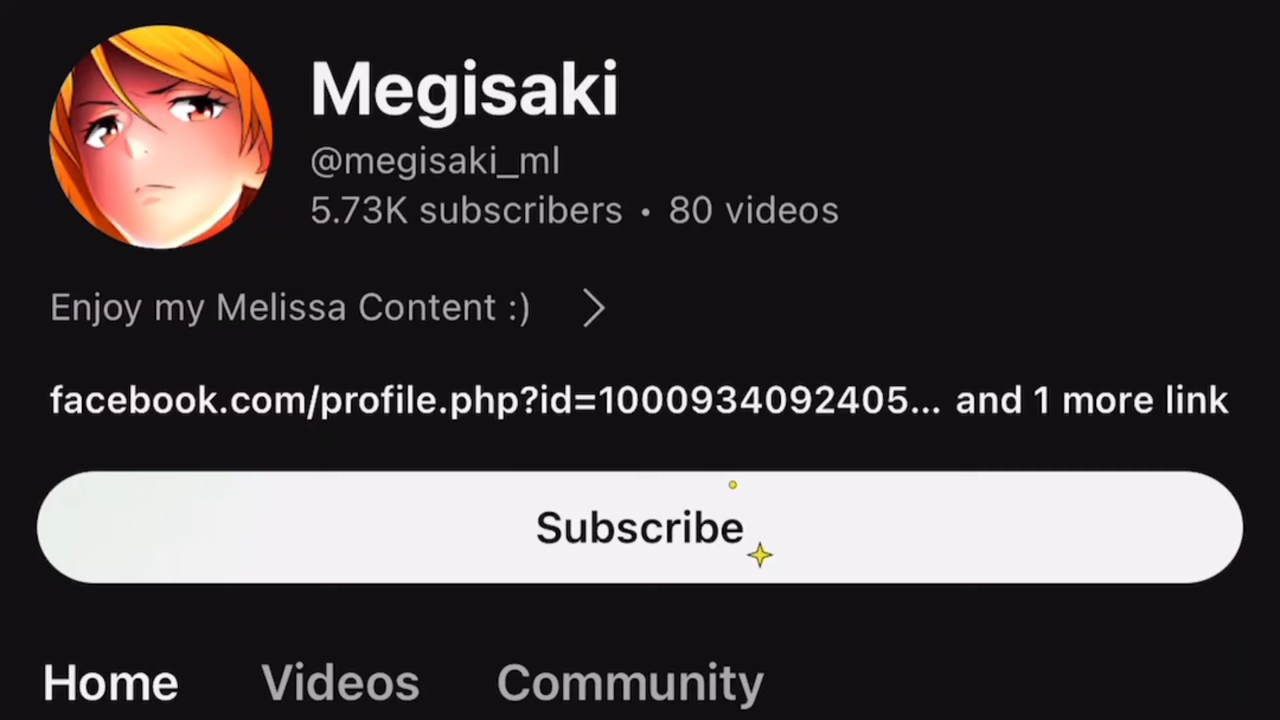 Megisaki
@megisaki_ml
5.73K subscribers • 80 videos
Enjoy my Melissa Content :)
facebook.com/profile.php?id=1000934092405... and 1 more link
Subscribe
Home Videos Community